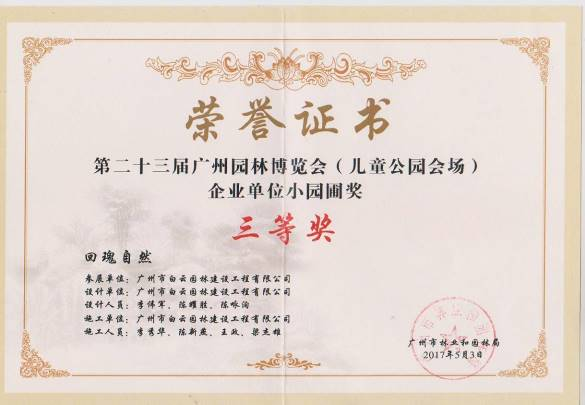 荣誉证书
第二十三届广州园林博览会（儿童公园会场）
企业单位小园圃奖
三等奖
回瑰自然
参展单位：广州市白云园林建设工程有限公司
设计单位：广州市白云园林建设工程有限公司
设计人员：李伟军、陈耀胜、陈咏洵
施工单位：广州市白云园林建设工程有限公司
施工人员：李秀华、陈新燕、王政、梁志雄
广州市林业和园林局
2017年5月3日